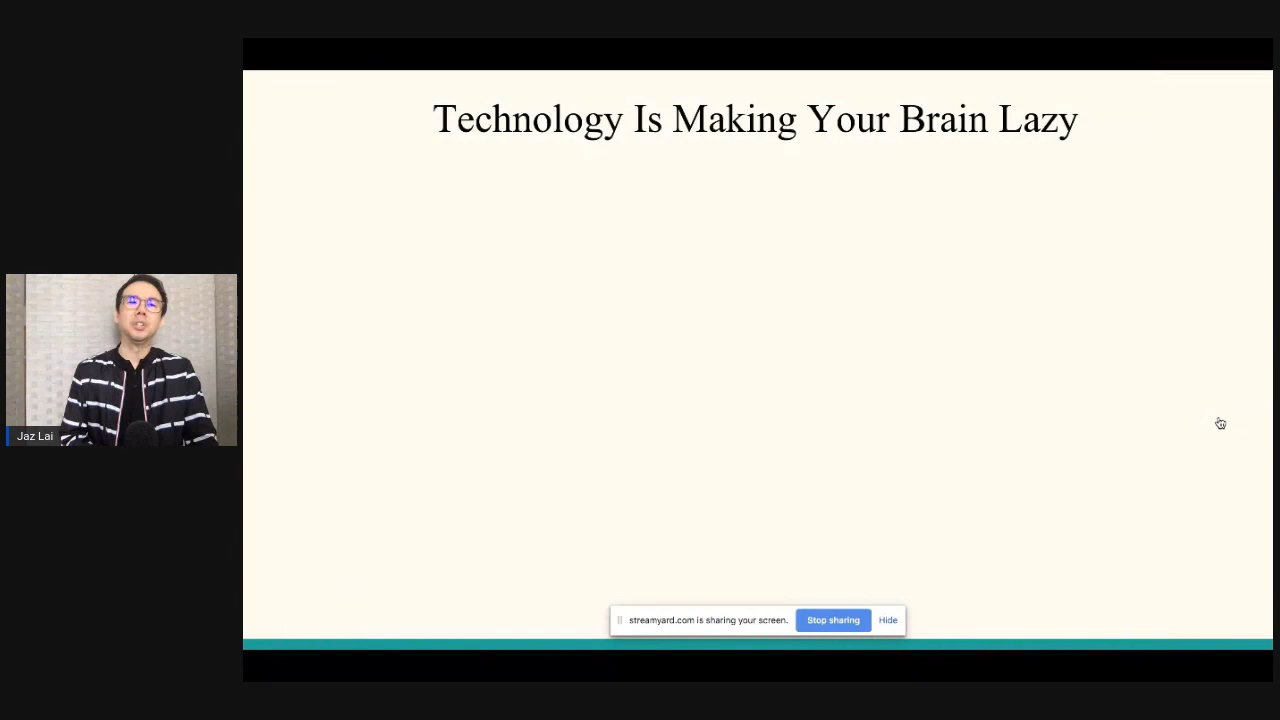 Technology Is Making Your Brain Lazy
Jaz Lai
streamyard.com is sharing your screen. Stop sharing Hide